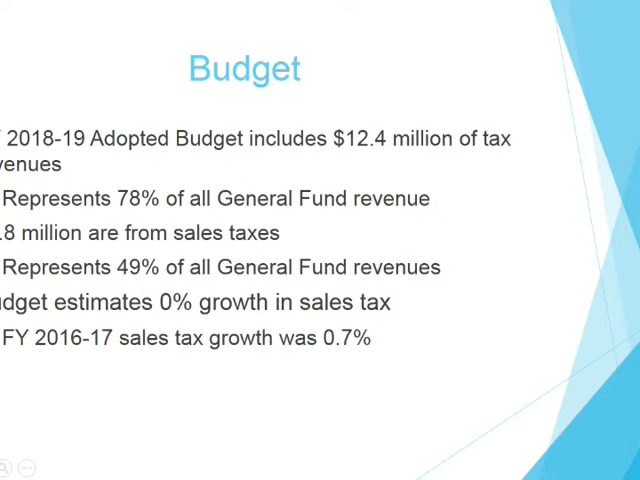 Budget
2018-19 Adopted Budget includes $12.4 million of tax
venues
Represents 78% of all General Fund revenue
.8 million are from sales taxes
Represents 49% of all General Fund revenues
udget estimates 0% growth in sales tax
FY 2016-17 sales tax growth was 0.7%